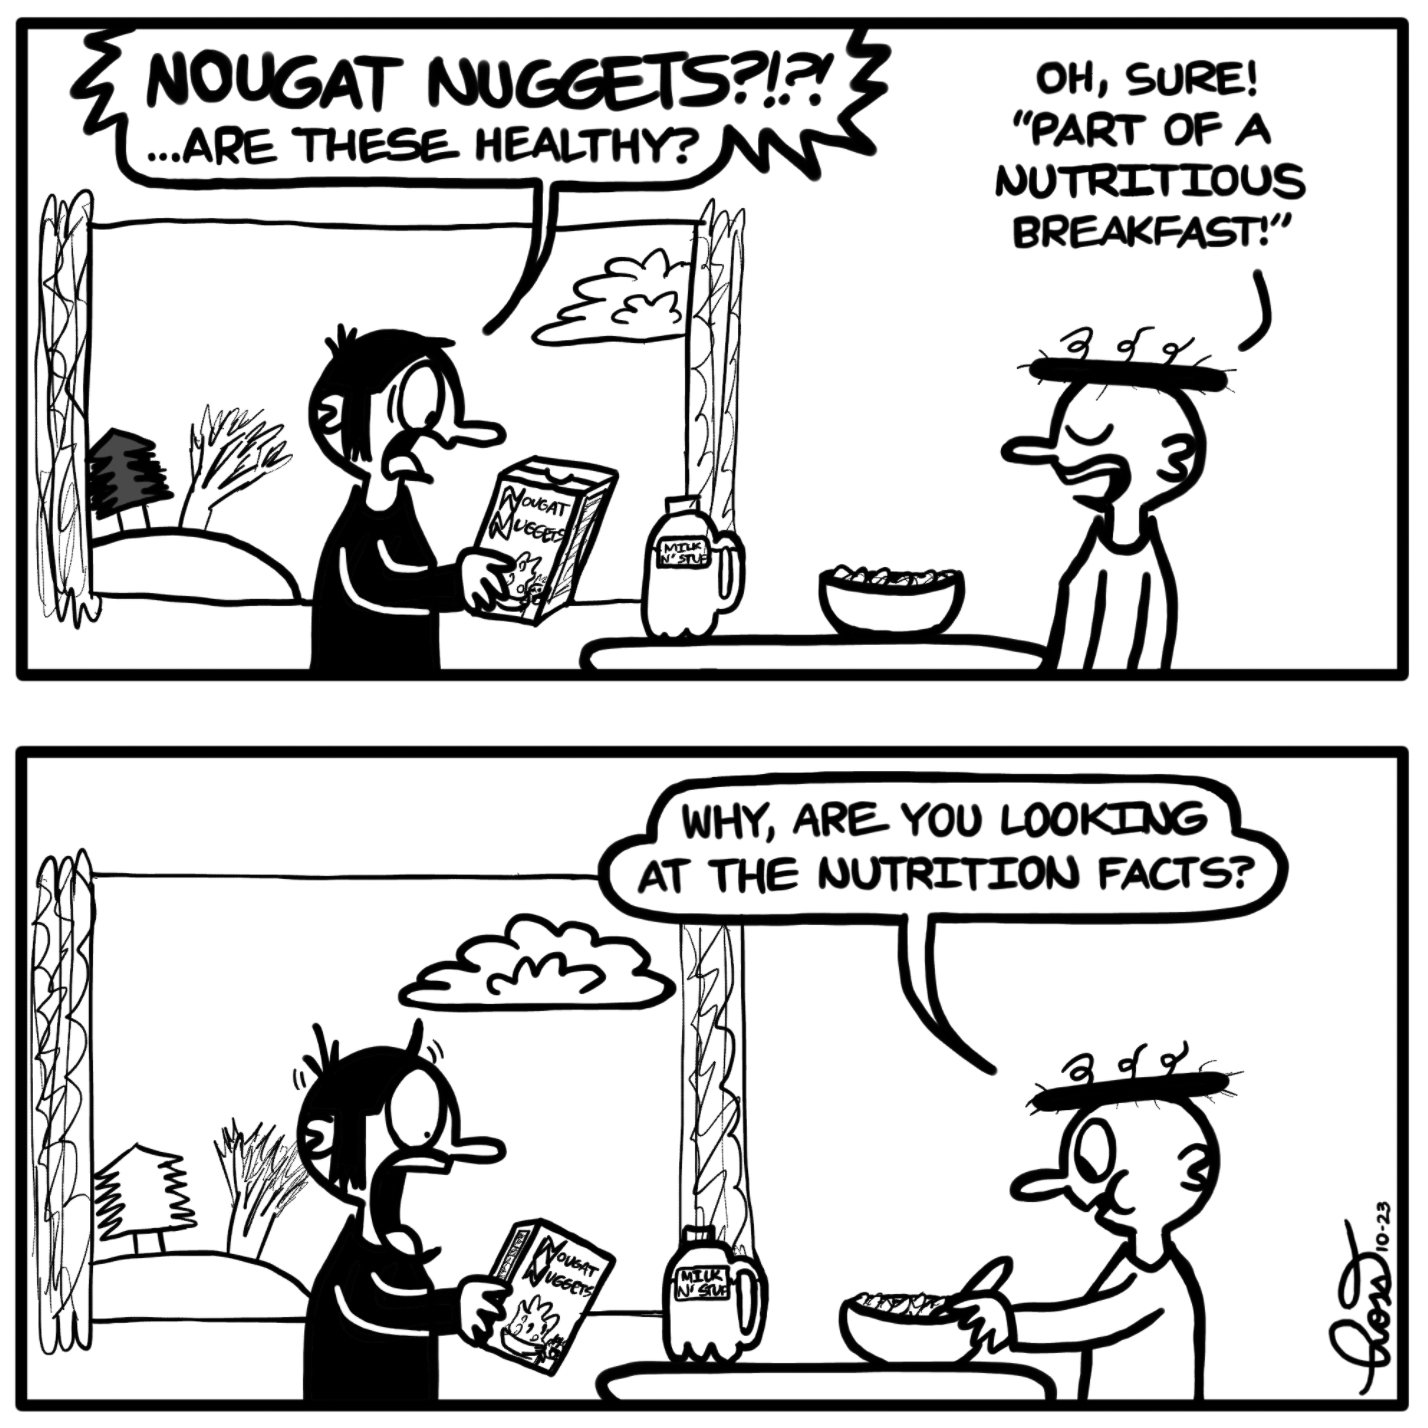 NOUGAT NUGGETS?!?!
...ARE THESE HEALTHY?
OH, SURE!
"PART OF A
NUTRITIOUS
BREAKFAST!"
NOUGAT
NUGGETS
MILK
N' STUF
WHY, ARE YOU LOOKING
AT THE NUTRITION FACTS?
NOUGAT
NUGGETS
MILK
N' STUF
10-23